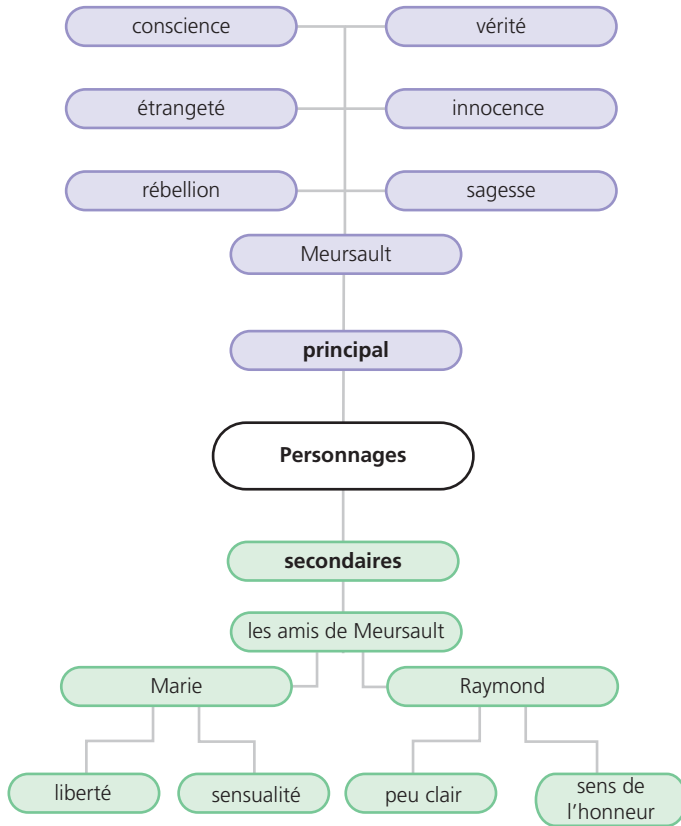 conscience
vérité
étrangeté
innocence
rébellion
sagesse
Meursault
principal
Personnages
secondaires
les amis de Meursault
Marie
Raymond
liberté
sensualité
peu clair
sens de
l'honneur